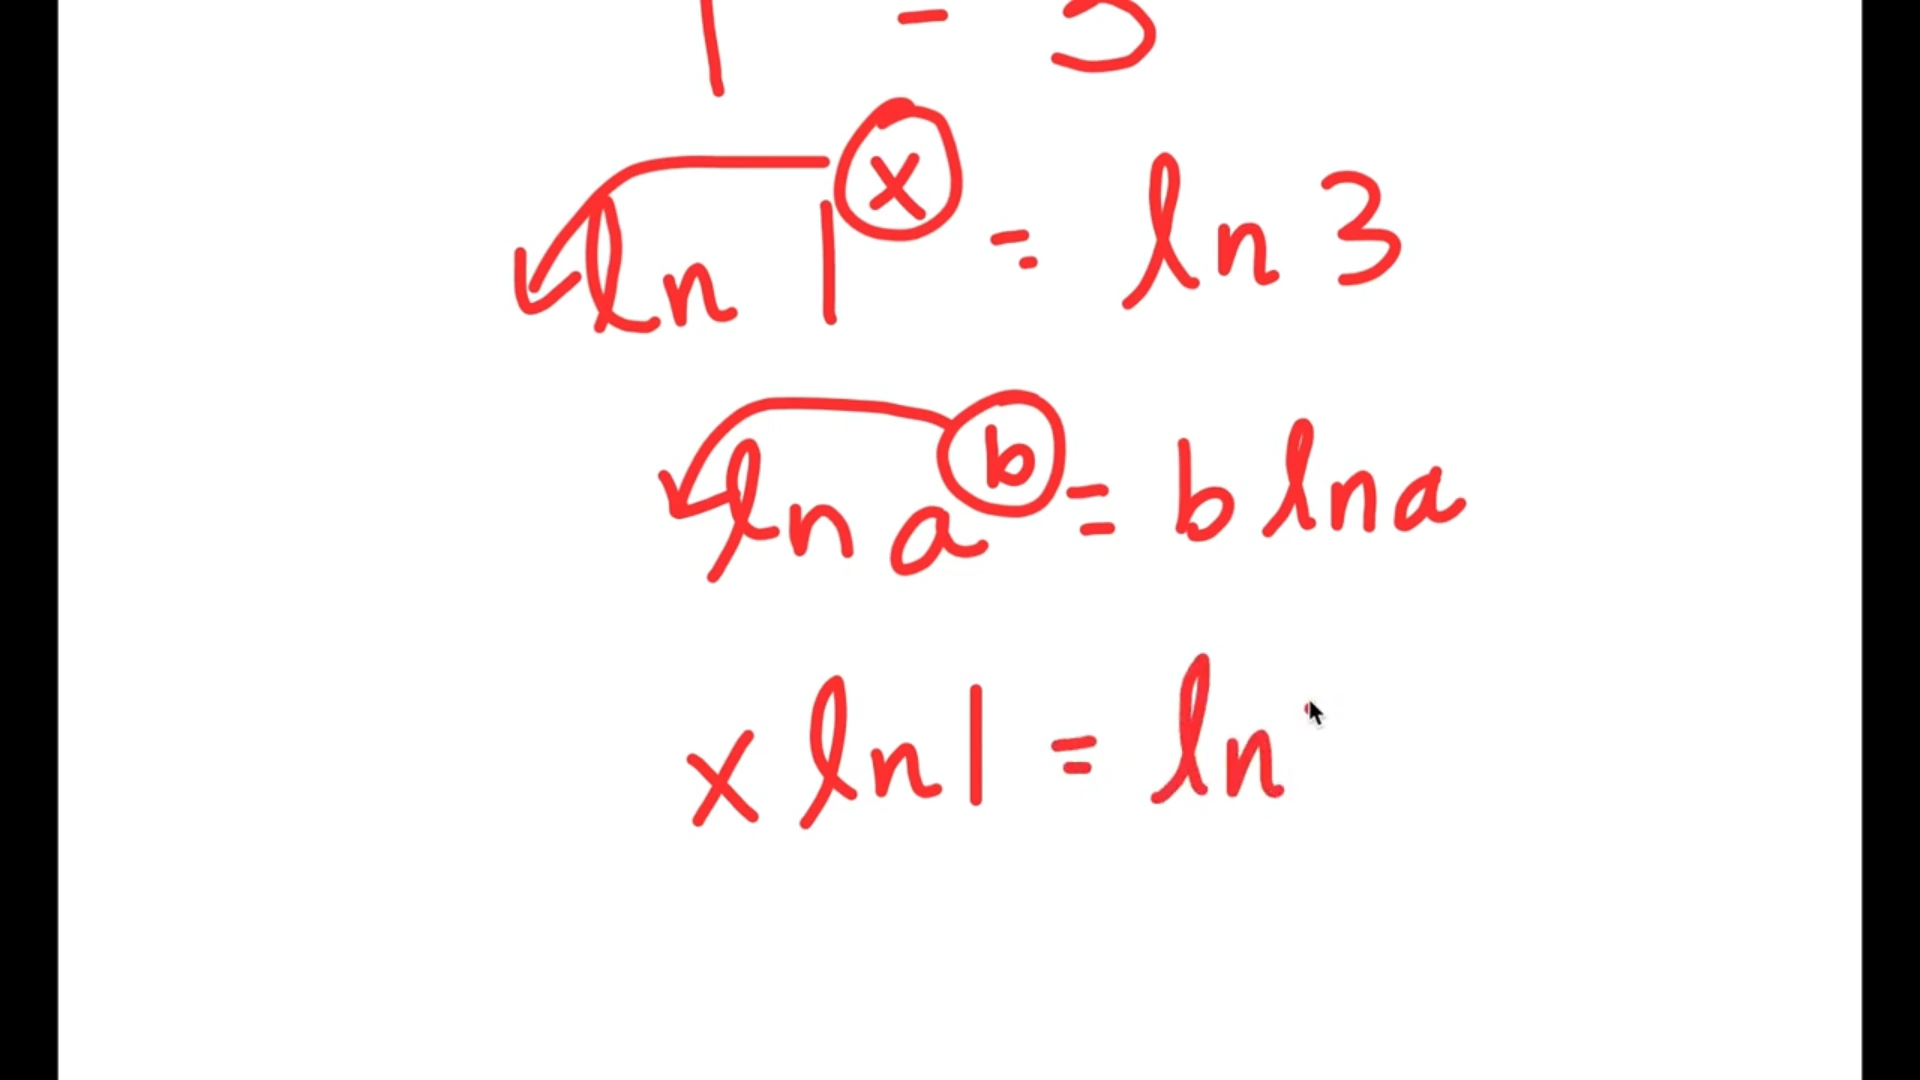 1 = 3
ln 1^x = ln 3
ln a^b = b ln a
x ln 1 = ln